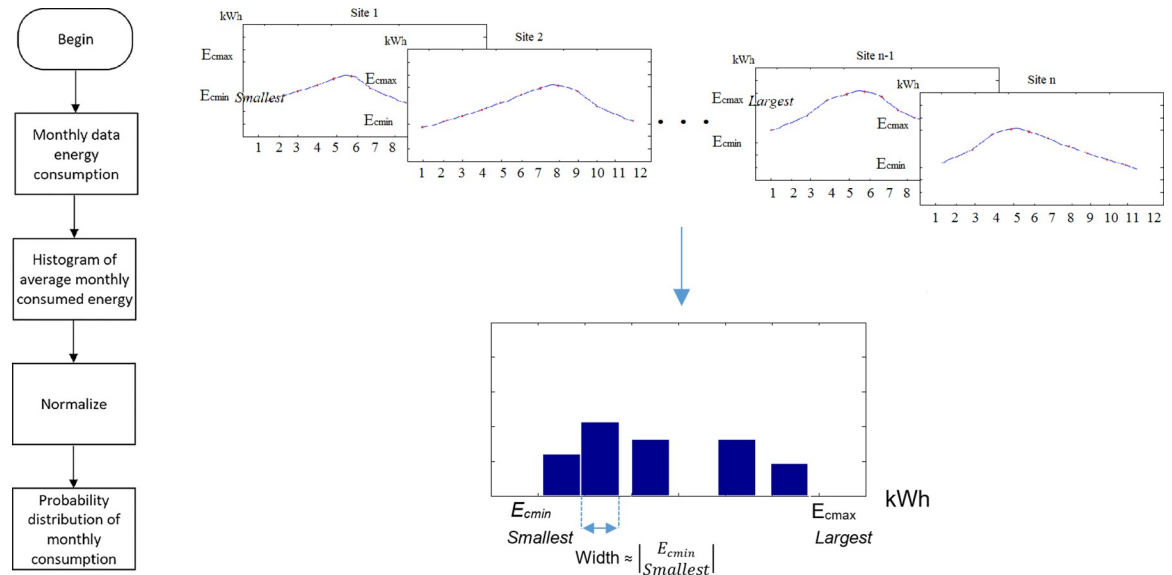 Begin
Monthly data
energy
consumption
Histogram of
average monthly
consumed energy
Normalize
Probability
distribution of
monthly
consumption
kWh
Site 1
Ecmax
Ecmin Smallest
1 2 3 4 5 6 7 8
kWh
Site 2
Ecmax
Ecmin
1 2 3 4 5 6 7 8 9 10 11 12
• • •
kWh
Site n-1
Ecmax Largest
Ecmin
1 2 3 4 5 6 7 8
kWh
Site n
Ecmax
Ecmin
1 2 3 4 5 6 7 8 9 10 11 12
Ecmin
Smallest
Ecmax
Largest
kWh
Width ≈ |Ecmin
Smallest|